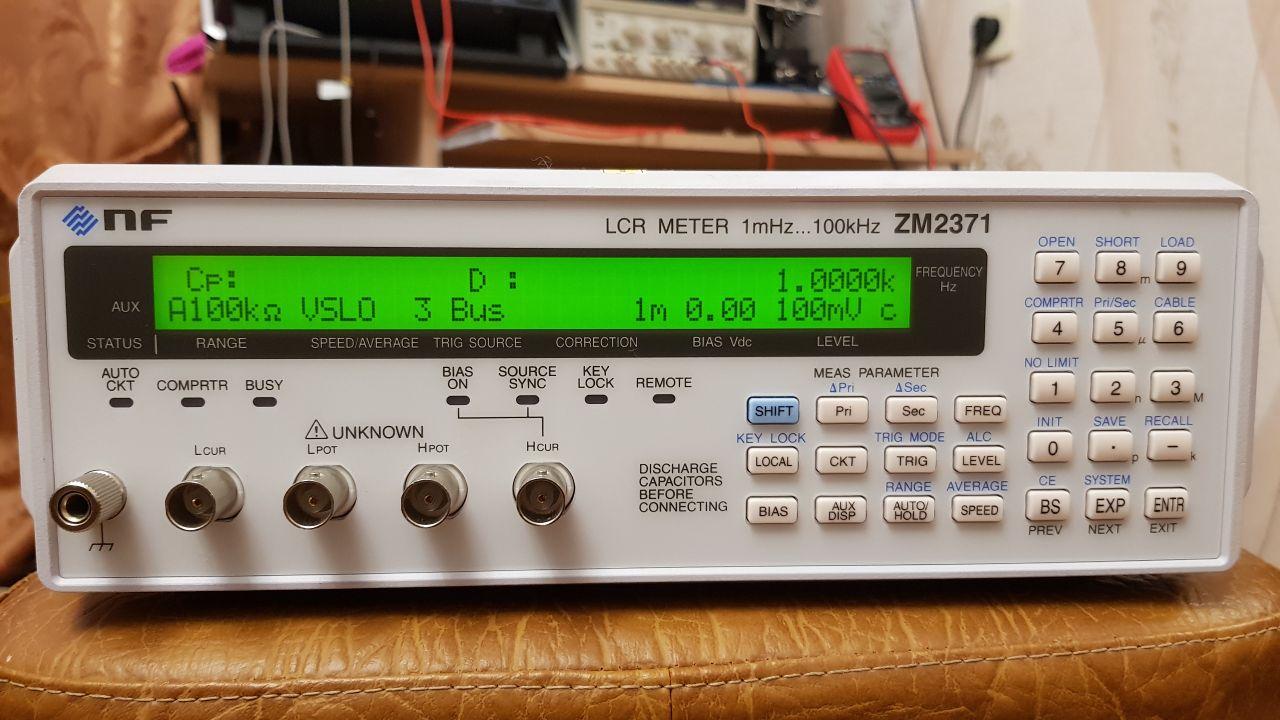 NF
LCR METER 1mHz...100kHz ZM2371
Cp: D : 1.0000k
FREQUENCY
Hz
AUX
A100kΩ VSLO 3 Bus 1m 0.00 100mV c
STATUS RANGE SPEED/AVERAGE TRIG SOURCE CORRECTION BIAS Vdc LEVEL
AUTO CKT
COMPRTR
BUSY
BIAS ON
SOURCE SYNC
KEY LOCK
REMOTE
⚠ UNKNOWN
LCUR
LPOT
HPOT
HCUR
DISCHARGE
CAPACITORS
BEFORE
CONNECTING
MEAS PARAMETER
ΔPri ΔSec
SHIFT Pri Sec FREQ
KEY LOCK TRIG MODE ALC
LOCAL CKT TRIG LEVEL
RANGE AVERAGE
BIAS AUX DISP AUTO/HOLD SPEED
OPEN SHORT LOAD
7 8 m 9
COMPRTR Pri/Sec CABLE
4 5 μ 6
NO LIMIT
1 2 n 3 M
INIT SAVE RECALL
0 · p − k
CE SYSTEM
BS EXP ENTR
PREV NEXT EXIT